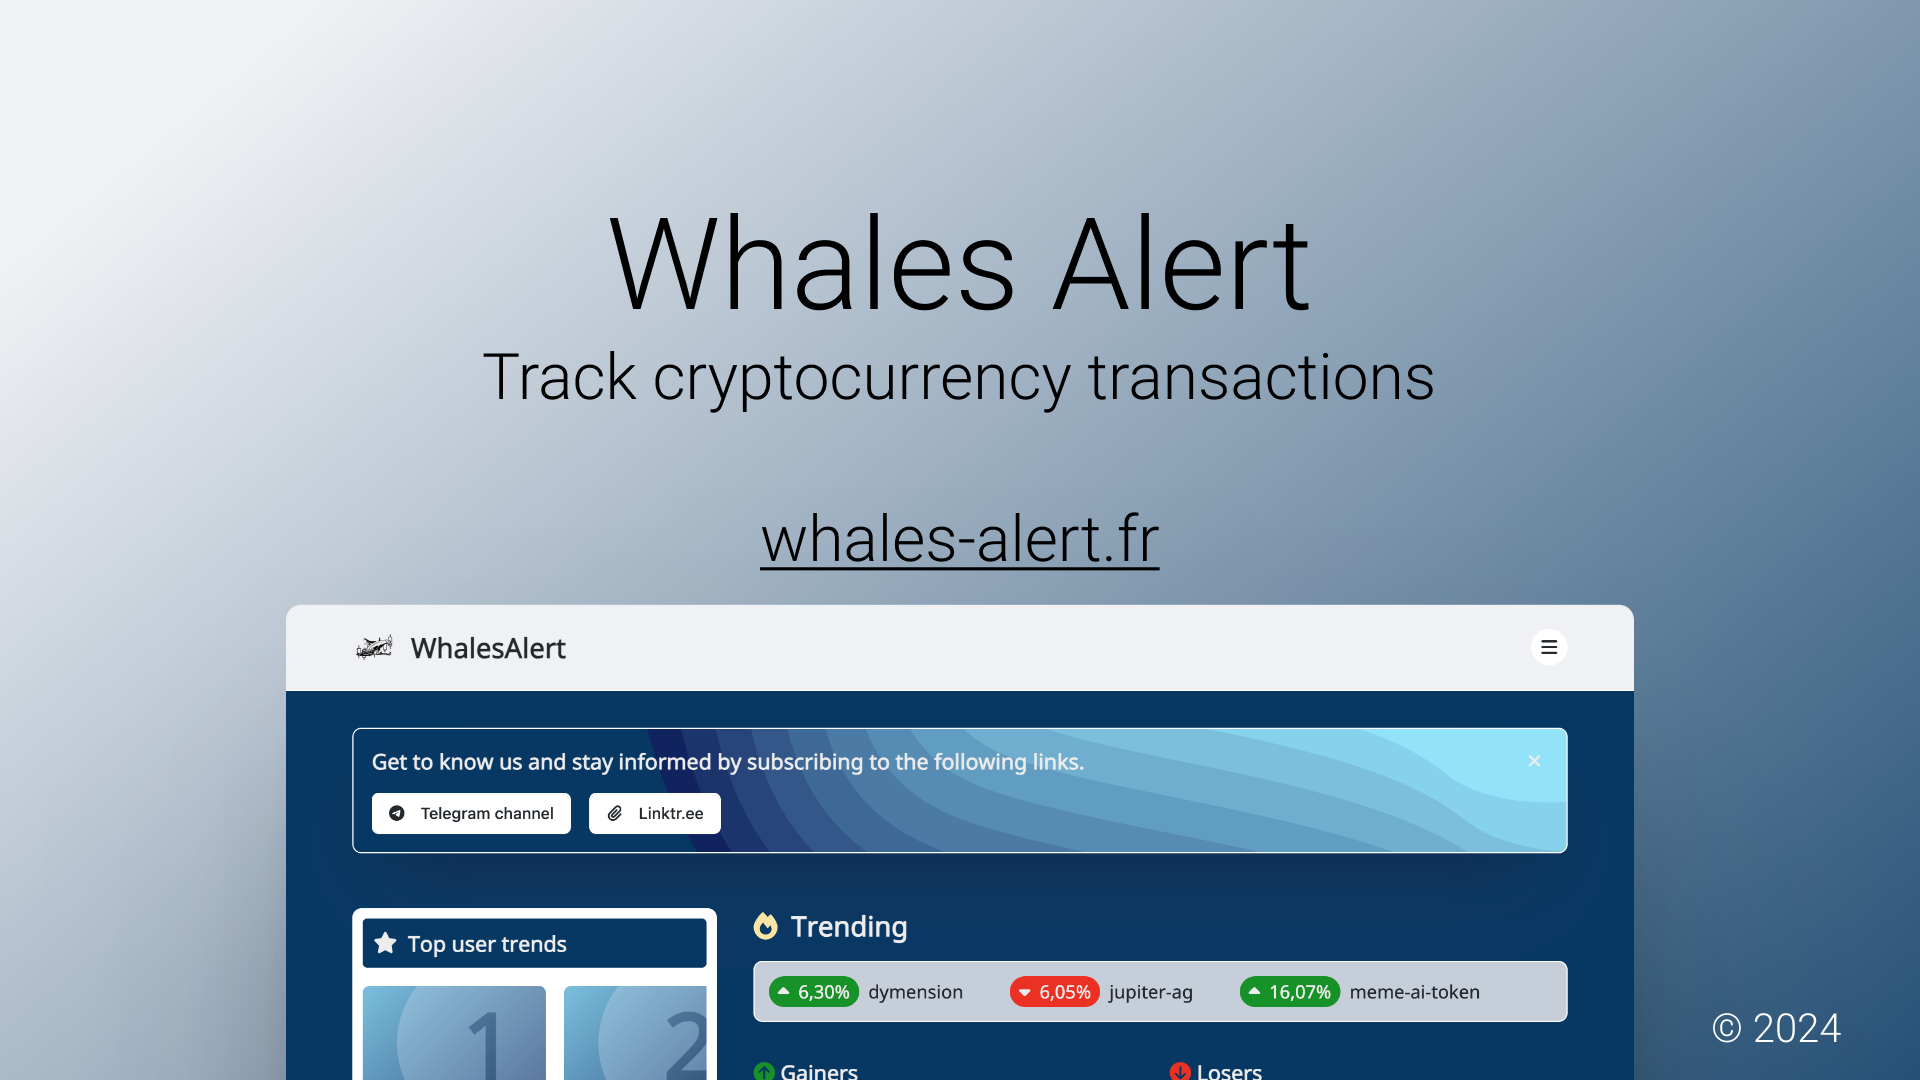 Whales Alert
Track cryptocurrency transactions
whales-alert.fr
WhalesAlert
Get to know us and stay informed by subscribing to the following links.
Telegram channel Linktr.ee
Top user trends
1 2
Trending
6,30% dymension 6,05% jupiter-ag 16,07% meme-ai-token
Gainers Losers
© 2024